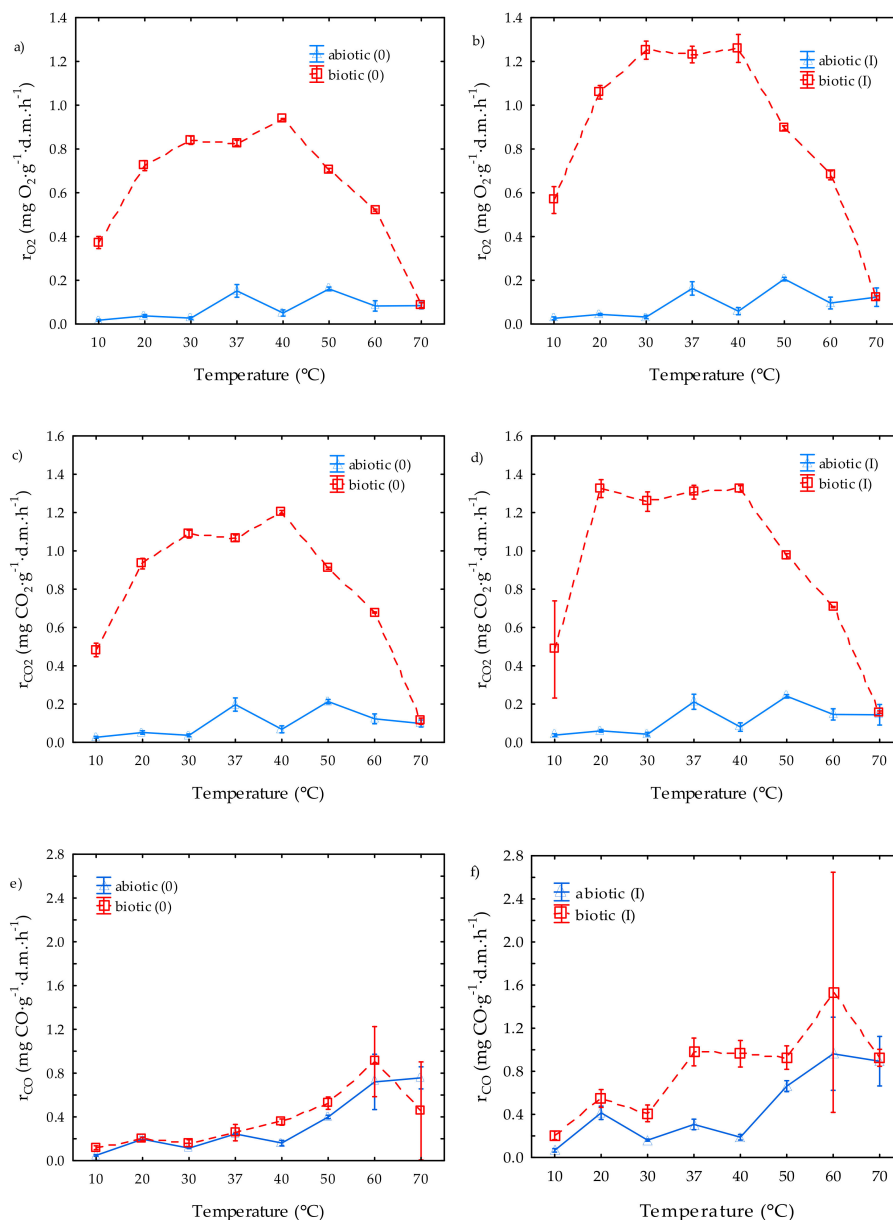 a)
abiotic (0)
biotic (0)
r_O2 (mg O₂·g⁻¹·d.m.·h⁻¹)
1.4
1.2
1.0
0.8
0.6
0.4
0.2
0.0
10 20 30 37 40 50 60 70
Temperature (°C)
b)
abiotic (I)
biotic (I)
r_O2 (mg O₂·g⁻¹·d.m.·h⁻¹)
1.4
1.2
1.0
0.8
0.6
0.4
0.2
0.0
10 20 30 37 40 50 60 70
Temperature (°C)
c)
abiotic (0)
biotic (0)
r_CO2 (mg CO₂·g⁻¹·d.m.·h⁻¹)
1.6
1.4
1.2
1.0
0.8
0.6
0.4
0.2
0.0
10 20 30 37 40 50 60 70
Temperature (°C)
d)
abiotic (I)
biotic (I)
r_CO2 (mg CO₂·g⁻¹·d.m.·h⁻¹)
1.6
1.4
1.2
1.0
0.8
0.6
0.4
0.2
0.0
10 20 30 37 40 50 60 70
Temperature (°C)
e)
abiotic (0)
biotic (0)
r_CO (mg CO·g⁻¹·d.m.·h⁻¹)
2.8
2.4
2.0
1.6
1.2
0.8
0.4
0.0
10 20 30 37 40 50 60 70
Temperature (°C)
f)
abiotic (I)
biotic (I)
r_CO (mg CO·g⁻¹·d.m.·h⁻¹)
2.8
2.4
2.0
1.6
1.2
0.8
0.4
0.0
10 20 30 37 40 50 60 70
Temperature (°C)